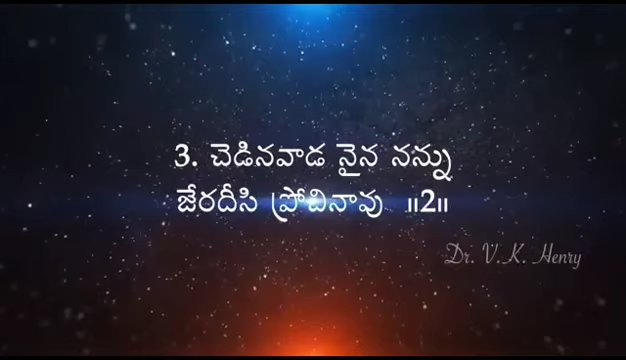 3. చెడినవాడ నైన నన్ను
జేరదీసి ప్రోచినావు ॥2॥
Dr. V.K. Henry